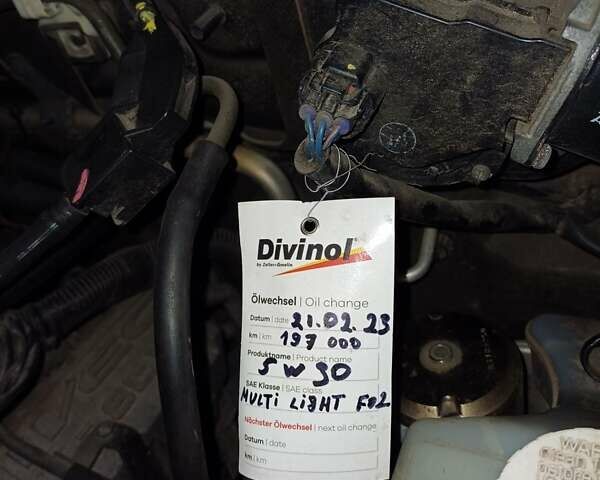 Divinol
by Zeller+Gmelin
Ölwechsel | Oil change
Datum | date 21.02.23
km | km 197 000
Produktname | Product name
5W30
SAE Klasse | SAE class
MULTI LIGHT FO2
Nächster Ölwechsel | next oil change
Datum | date
km | km